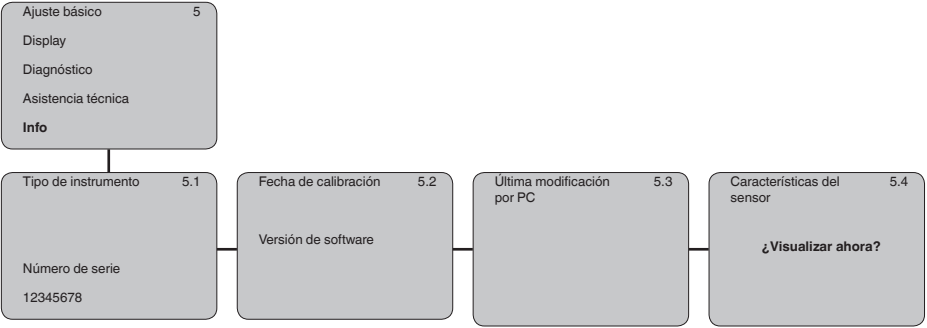 Ajuste básico 5
Display
Diagnóstico
Asistencia técnica
Info
Tipo de instrumento 5.1
Número de serie
12345678
Fecha de calibración 5.2
Versión de software
Última modificación 5.3
por PC
Características del 5.4
sensor
¿Visualizar ahora?